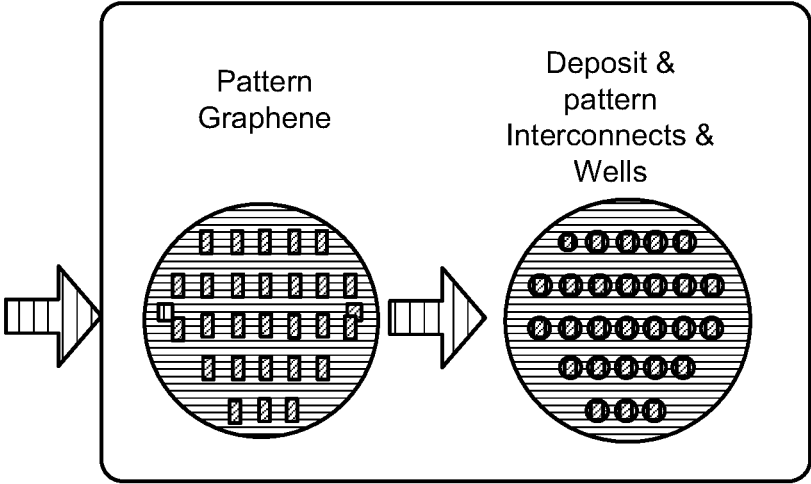 Pattern
Graphene
Deposit &
pattern
Interconnects &
Wells